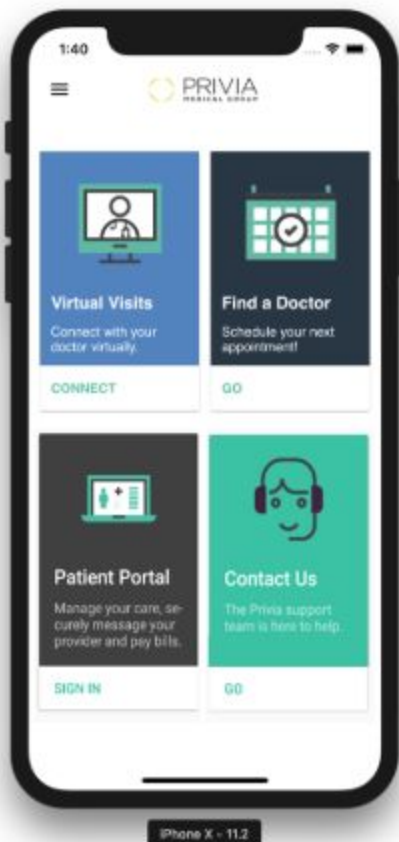 1:40
PRIVIA
MEDICAL GROUP
Virtual Visits
Connect with your
doctor virtually.
CONNECT
Find a Doctor
Schedule your next
appointment!
GO
Patient Portal
Manage your care, se-
curely message your
provider and pay bills.
SIGN IN
Contact Us
The Privia support
team is here to help.
GO
iPhone X - 11.2